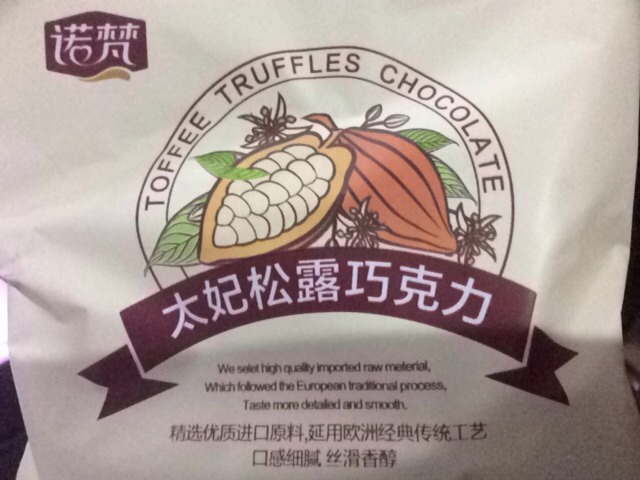 诺梵
TOFFEE TRUFFLES CHOCOLATE
太妃松露巧克力
We selet high quality imported raw meterial,
Which followed the European traditional process,
Taste more detailed and smooth.
精选优质进口原料,延用欧洲经典传统工艺
口感细腻 丝滑香醇